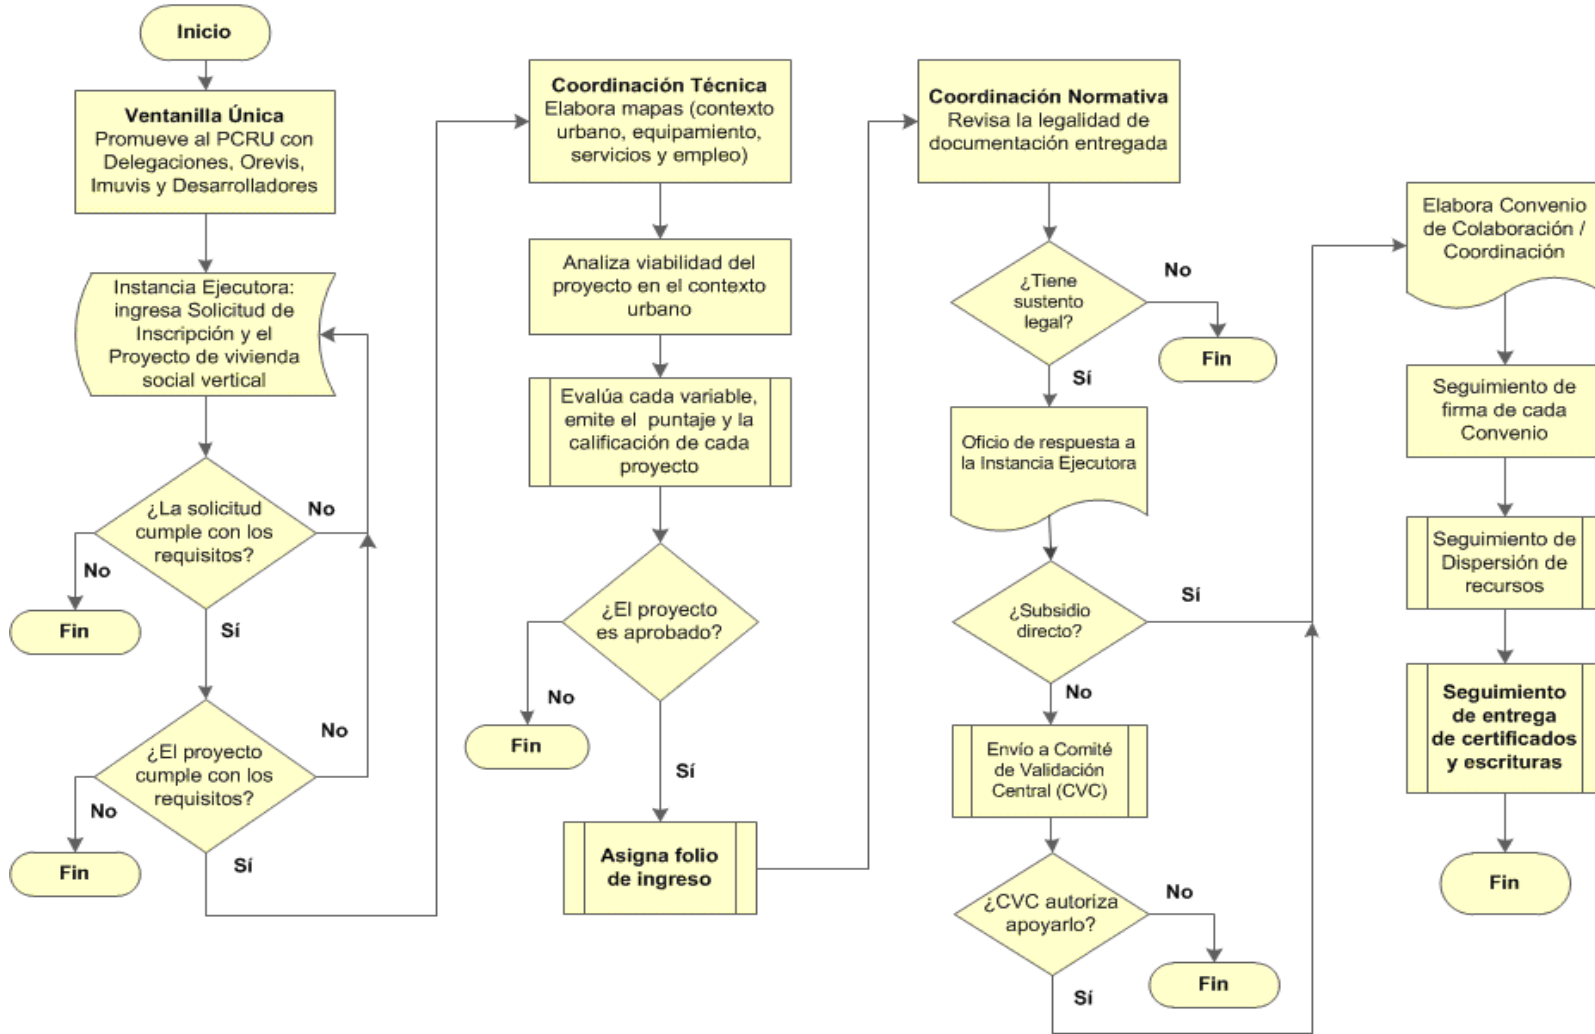 Inicio
Ventanilla Única
Promueve al PCRU con
Delegaciones, Orevis,
Imuvis y Desarrolladores
Instancia Ejecutora:
ingresa Solicitud de
Inscripción y el
Proyecto de vivienda
social vertical
¿La solicitud
cumple con los
requisitos?
No
No
Fin
Sí
¿El proyecto
cumple con los
requisitos?
No
No
Fin
Sí
Coordinación Técnica
Elabora mapas (contexto
urbano, equipamiento,
servicios y empleo)
Analiza viabilidad del
proyecto en el contexto
urbano
Evalúa cada variable,
emite el puntaje y la
calificación de cada
proyecto
¿El proyecto
es aprobado?
No
Fin
Sí
Asigna folio
de ingreso
Coordinación Normativa
Revisa la legalidad de
documentación entregada
¿Tiene
sustento
legal?
No
Fin
Sí
Oficio de respuesta a
la Instancia Ejecutora
¿Subsidio
directo?
Sí
No
Envío a Comité
de Validación
Central (CVC)
¿CVC autoriza
apoyarlo?
No
Fin
Sí
Elabora Convenio
de Colaboración /
Coordinación
Seguimiento de
firma de cada
Convenio
Seguimiento de
Dispersión de
recursos
Seguimiento
de entrega
de certificados
y escrituras
Fin